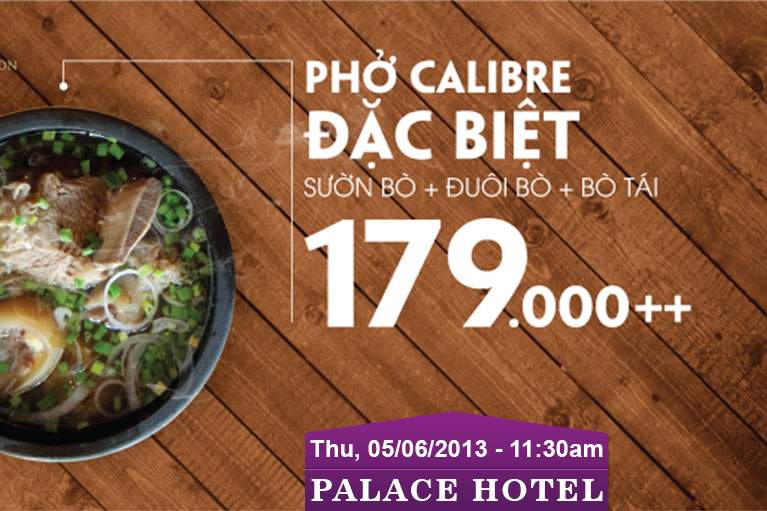 ON
PHỞ CALIBRE
ĐẶC BIỆT
SƯỜN BÒ + ĐUÔI BÒ + BÒ TÁI
179.000++
Thu, 05/06/2013 - 11:30am
PALACE HOTEL